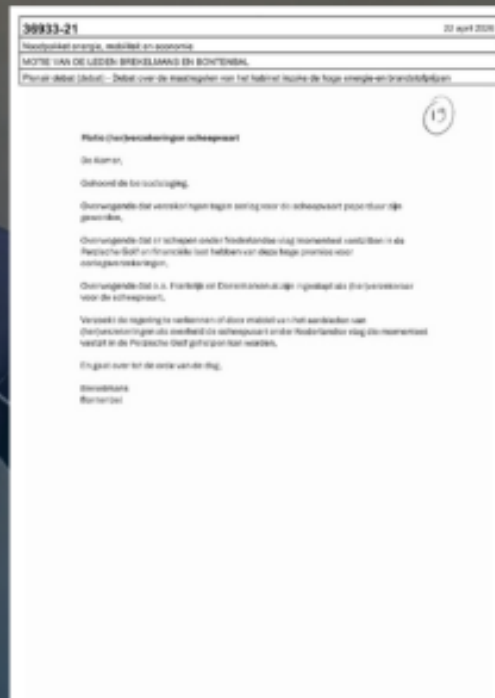 36933-21
22 april 2026
Noodpakket energie, mobiliteit en economie
MOTIE VAN DE LEDEN BREKELMANS EN BONTENBAL
Plenair debat (debat) - Debat over de maatregelen van het kabinet inzake de hoge energie-en brandstofprijzen
19
Motie (her)verzekeringen scheepvaart
De Kamer,
Gehoord de beraadslaging,
Overwegende dat verzekeringen tegen oorlog voor de scheepvaart peperduur zijn
geworden,
Overwegende dat er schepen onder Nederlandse vlag momenteel vastzitten in de
Perzische Golf en financiële last hebben van deze hoge premies voor
oorlogsverzekeringen,
Overwegende dat o.a. Frankrijk en Denemarken al zijn ingestapt als (her)verzekeraar
voor de scheepvaart,
Verzoekt de regering te verkennen of door middel van het aanbieden van
(her)verzekeringen als overheid de scheepvaart onder Nederlandse vlag die momenteel
vastzit in de Perzische Golf geholpen kan worden,
En gaat over tot de orde van de dag,
Brekelmans
Bontenbal